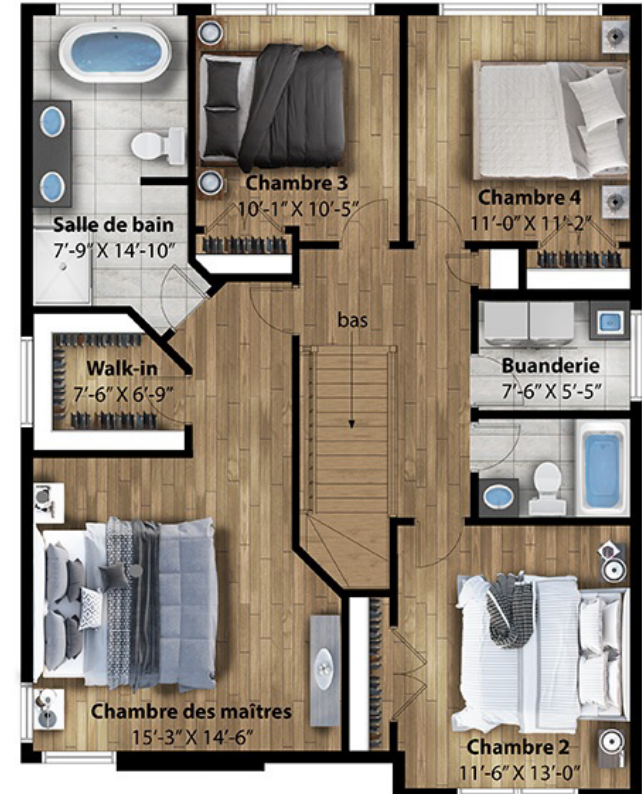 Chambre 3
10'-1" X 10'-5"
Chambre 4
11'-0" X 11'-2"
Salle de bain
7'-9" X 14'-10"
bas
Walk-in
7'-6" X 6'-9"
Buanderie
7'-6" X 5'-5"
Chambre des maîtres
15'-3" X 14'-6"
Chambre 2
11'-6" X 13'-0"